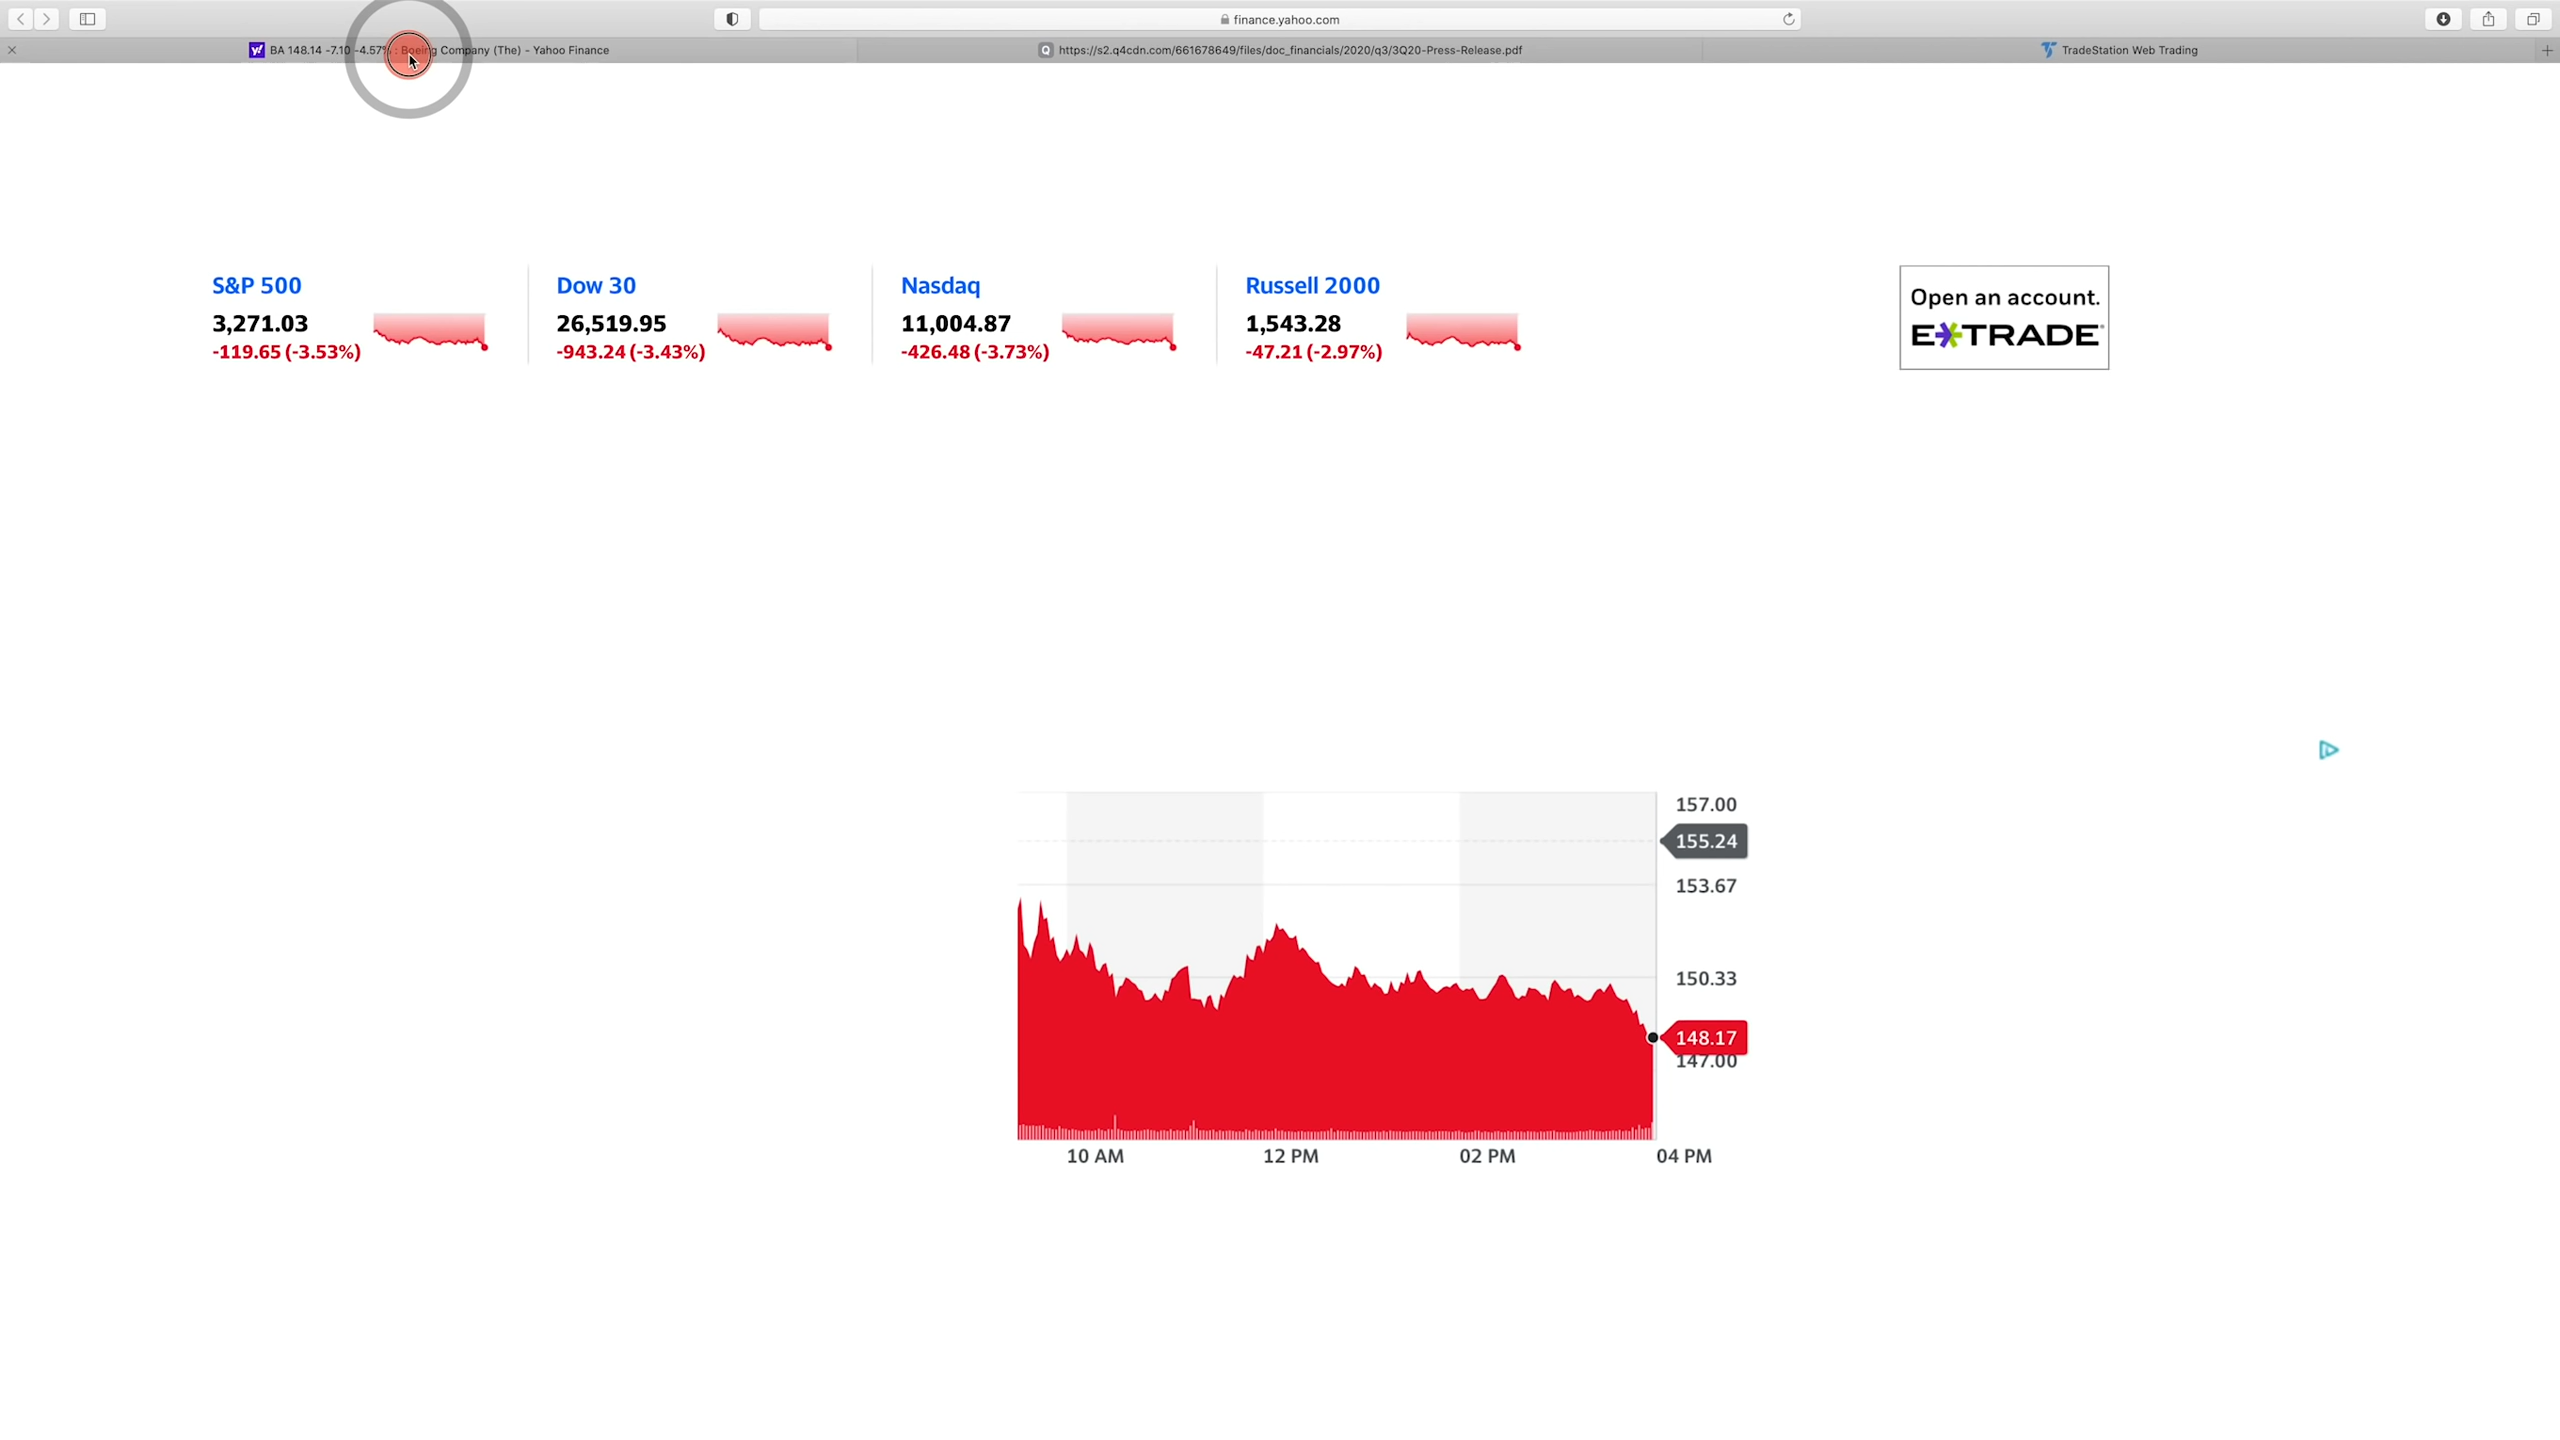 finance.yahoo.com
BA 148.14 -7.10 -4.57% : Boeing Company (The) - Yahoo Finance
https://s2.q4cdn.com/661678649/files/doc_financials/2020/q3/3Q20-Press-Release.pdf
TradeStation Web Trading
S&P 500
3,271.03
-119.65 (-3.53%)
Dow 30
26,519.95
-943.24 (-3.43%)
Nasdaq
11,004.87
-426.48 (-3.73%)
Russell 2000
1,543.28
-47.21 (-2.97%)
Open an account.
E*TRADE
157.00
155.24
153.67
150.33
148.17
147.00
10 AM
12 PM
02 PM
04 PM